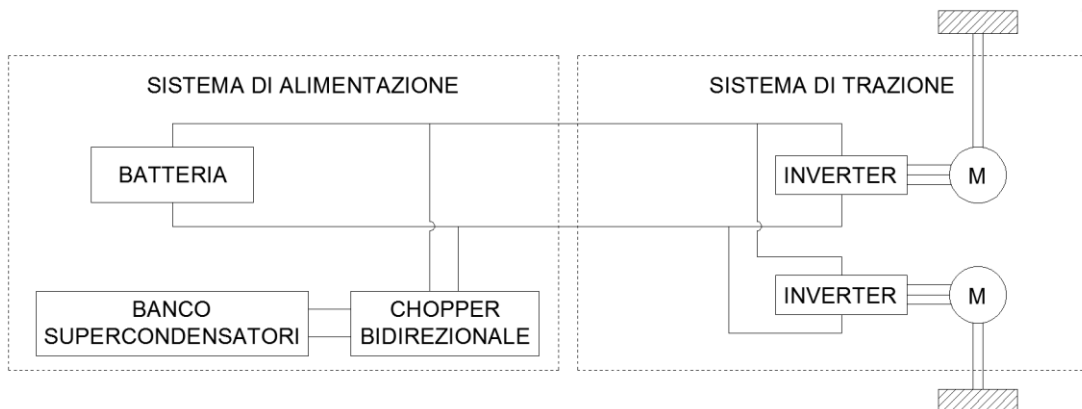 SISTEMA DI ALIMENTAZIONE
SISTEMA DI TRAZIONE
BATTERIA
INVERTER
M
BANCO
SUPERCONDENSATORI
CHOPPER
BIDIREZIONALE
INVERTER
M